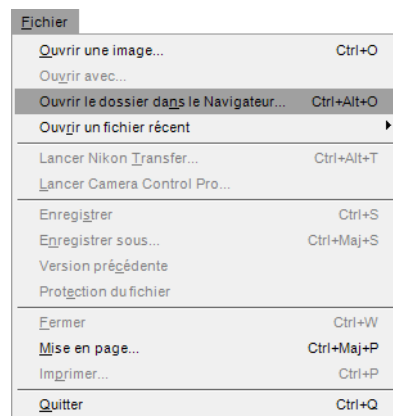 Fichier
Ouvrir une image... Ctrl+O
Ouvrir avec...
Ouvrir le dossier dans le Navigateur... Ctrl+Alt+O
Ouvrir un fichier récent
Lancer Nikon Transfer... Ctrl+Alt+T
Lancer Camera Control Pro...
Enregistrer Ctrl+S
Enregistrer sous... Ctrl+Maj+S
Version précédente
Protection du fichier
Fermer Ctrl+W
Mise en page... Ctrl+Maj+P
Imprimer... Ctrl+P
Quitter Ctrl+Q